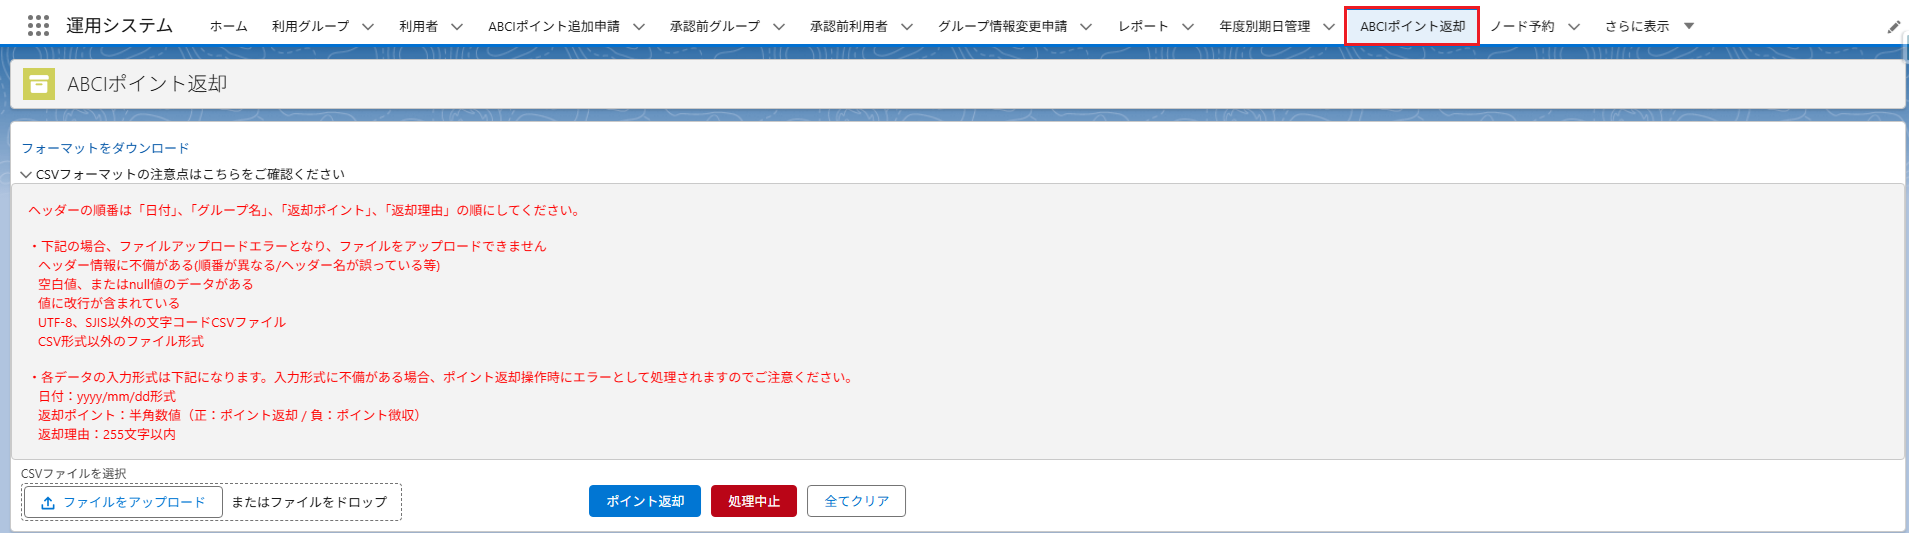 運用システム ホーム 利用グループ 利用者 ABCIポイント追加申請 承認前グループ 承認前利用者 グループ情報変更申請 レポート 年度別期日管理 ABCIポイント返却 ノード予約 さらに表示
ABCIポイント返却
フォーマットをダウンロード
CSVフォーマットの注意点はこちらをご確認ください
ヘッダーの順番は「日付」、「グループ名」、「返却ポイント」、「返却理由」の順にしてください。
・下記の場合、ファイルアップロードエラーとなり、ファイルをアップロードできません
ヘッダー情報に不備がある(順番が異なる/ヘッダー名が誤っている等)
空白値、またはnull値のデータがある
値に改行が含まれている
UTF-8、SJIS以外の文字コードCSVファイル
CSV形式以外のファイル形式
・各データの入力形式は下記になります。入力形式に不備がある場合、ポイント返却操作時にエラーとして処理されますのでご注意ください。
日付：yyyy/mm/dd形式
返却ポイント：半角数値（正：ポイント返却 / 負：ポイント徴収）
返却理由：255文字以内
CSVファイルを選択
ファイルをアップロード またはファイルをドロップ ポイント返却 処理中止 全てクリア